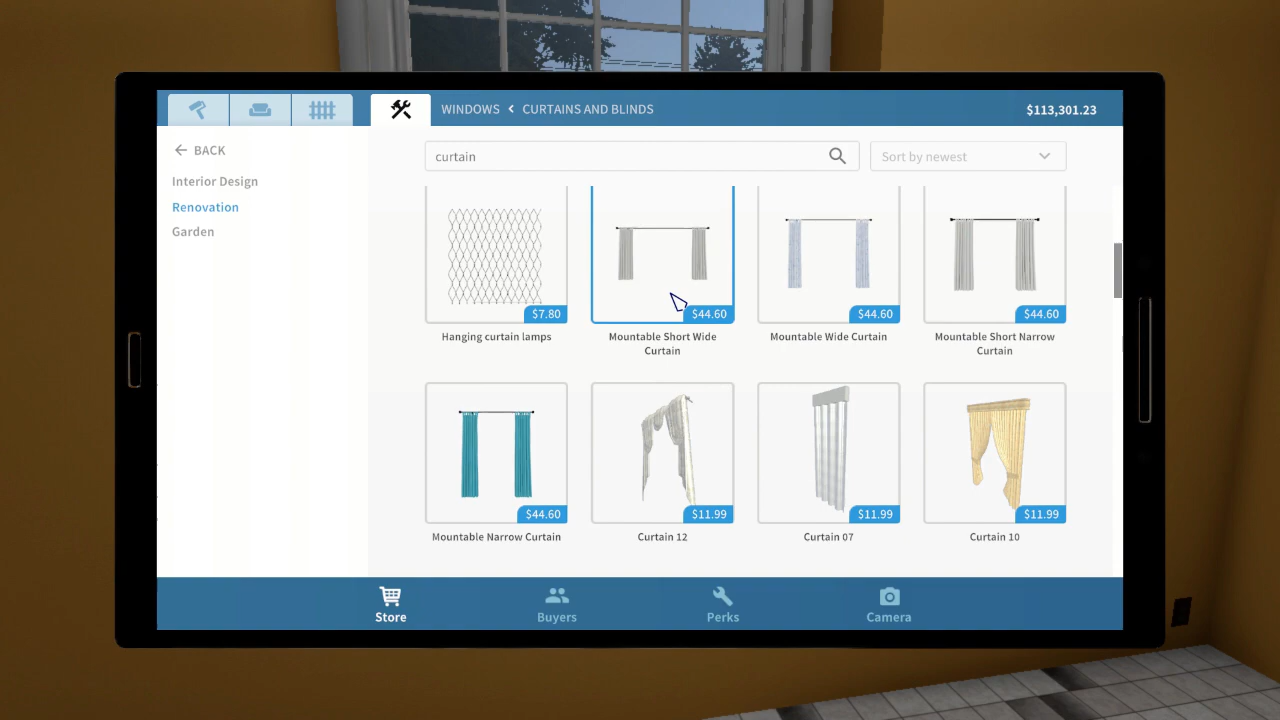 WINDOWS < CURTAINS AND BLINDS
$113,301.23
BACK
Interior Design
Renovation
Garden
curtain
Sort by newest
$7.80
$44.60
$44.60
$44.60
Hanging curtain lamps
Mountable Short Wide
Curtain
Mountable Wide Curtain
Mountable Short Narrow
Curtain
$44.60
$11.99
$11.99
$11.99
Mountable Narrow Curtain
Curtain 12
Curtain 07
Curtain 10
Store
Buyers
Perks
Camera